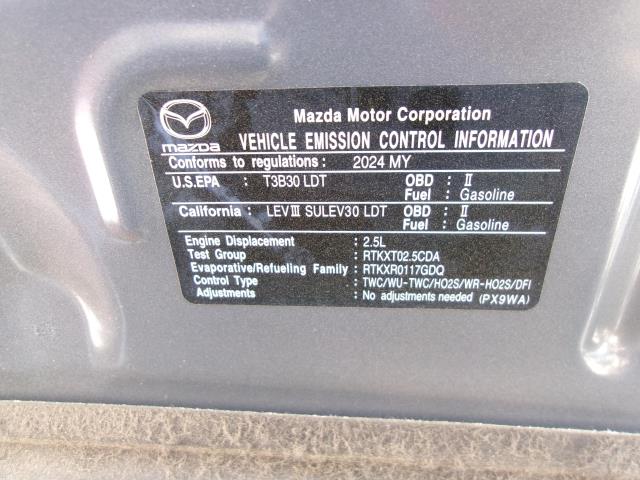 Mazda Motor Corporation
mazda VEHICLE EMISSION CONTROL INFORMATION
Conforms to regulations: 2024 MY
U.S.EPA : T3B30 LDT OBD : II
Fuel : Gasoline
California : LEVIII SULEV30 LDT OBD : II
Fuel : Gasoline
Engine Displacement : 2.5L
Test Group : RTKXT02.5CDA
Evaporative/Refueling Family : RTKXR0117GDQ
Control Type : TWC/WU-TWC/HO2S/WR-HO2S/DFI
Adjustments : No adjustments needed (PX9WA)